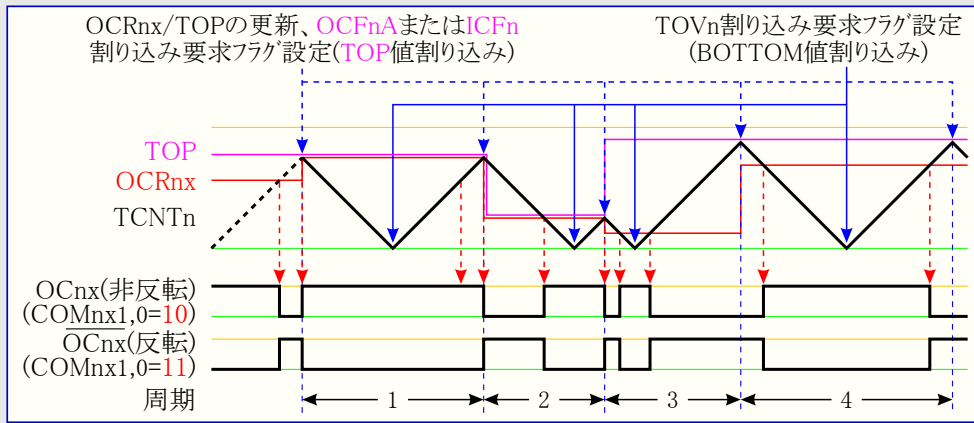 OCRnx/TOPの更新、OCFnAまたはICFn
割り込み要求フラグ設定(TOP値割り込み)
TOVn割り込み要求フラグ設定
(BOTTOM値割り込み)
TOP
OCRnx
TCNTn
OCnx(非反転)
(COMnx1,0=10)
OCnx(反転)
(COMnx1,0=11)
周期
1
2
3
4